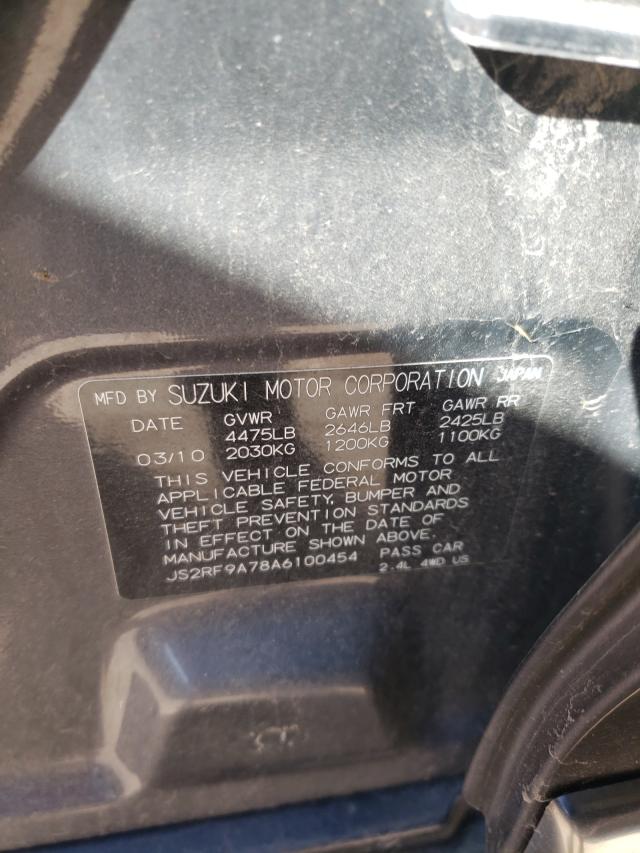 MFD BY SUZUKI MOTOR CORPORATION JAPAN
DATE GVWR GAWR FRT GAWR RR
4475LB 2646LB 2425LB
03/10 2030KG 1200KG 1100KG
THIS VEHICLE CONFORMS TO ALL
APPLICABLE FEDERAL MOTOR
VEHICLE SAFETY, BUMPER AND
THEFT PREVENTION STANDARDS
IN EFFECT ON THE DATE OF
MANUFACTURE SHOWN ABOVE.
JS2RF9A78A6100454 PASS CAR
2.4L 4WD US